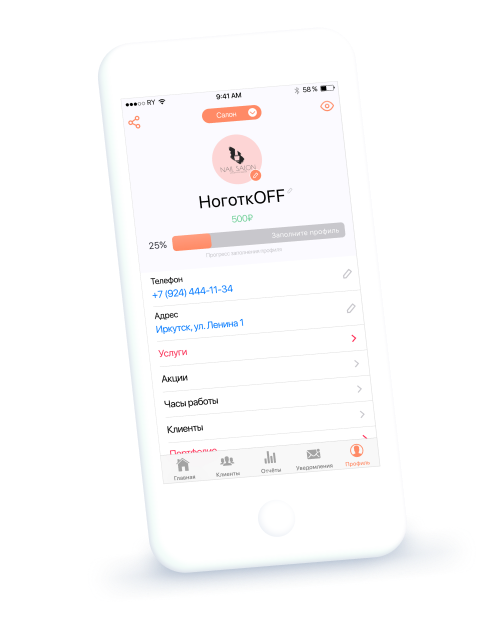 RY 9:41 AM 58 %
Салон
NAIL SALON
НоготкOFF
500₽
25% Заполните профиль
Прогресс заполнения профиля
Телефон
+7 (924) 444-11-34
Адрес
Иркутск, ул. Ленина 1
Услуги
Акции
Часы работы
Клиенты
Портфолио
Главная Клиенты Отчёты Уведомления Профиль